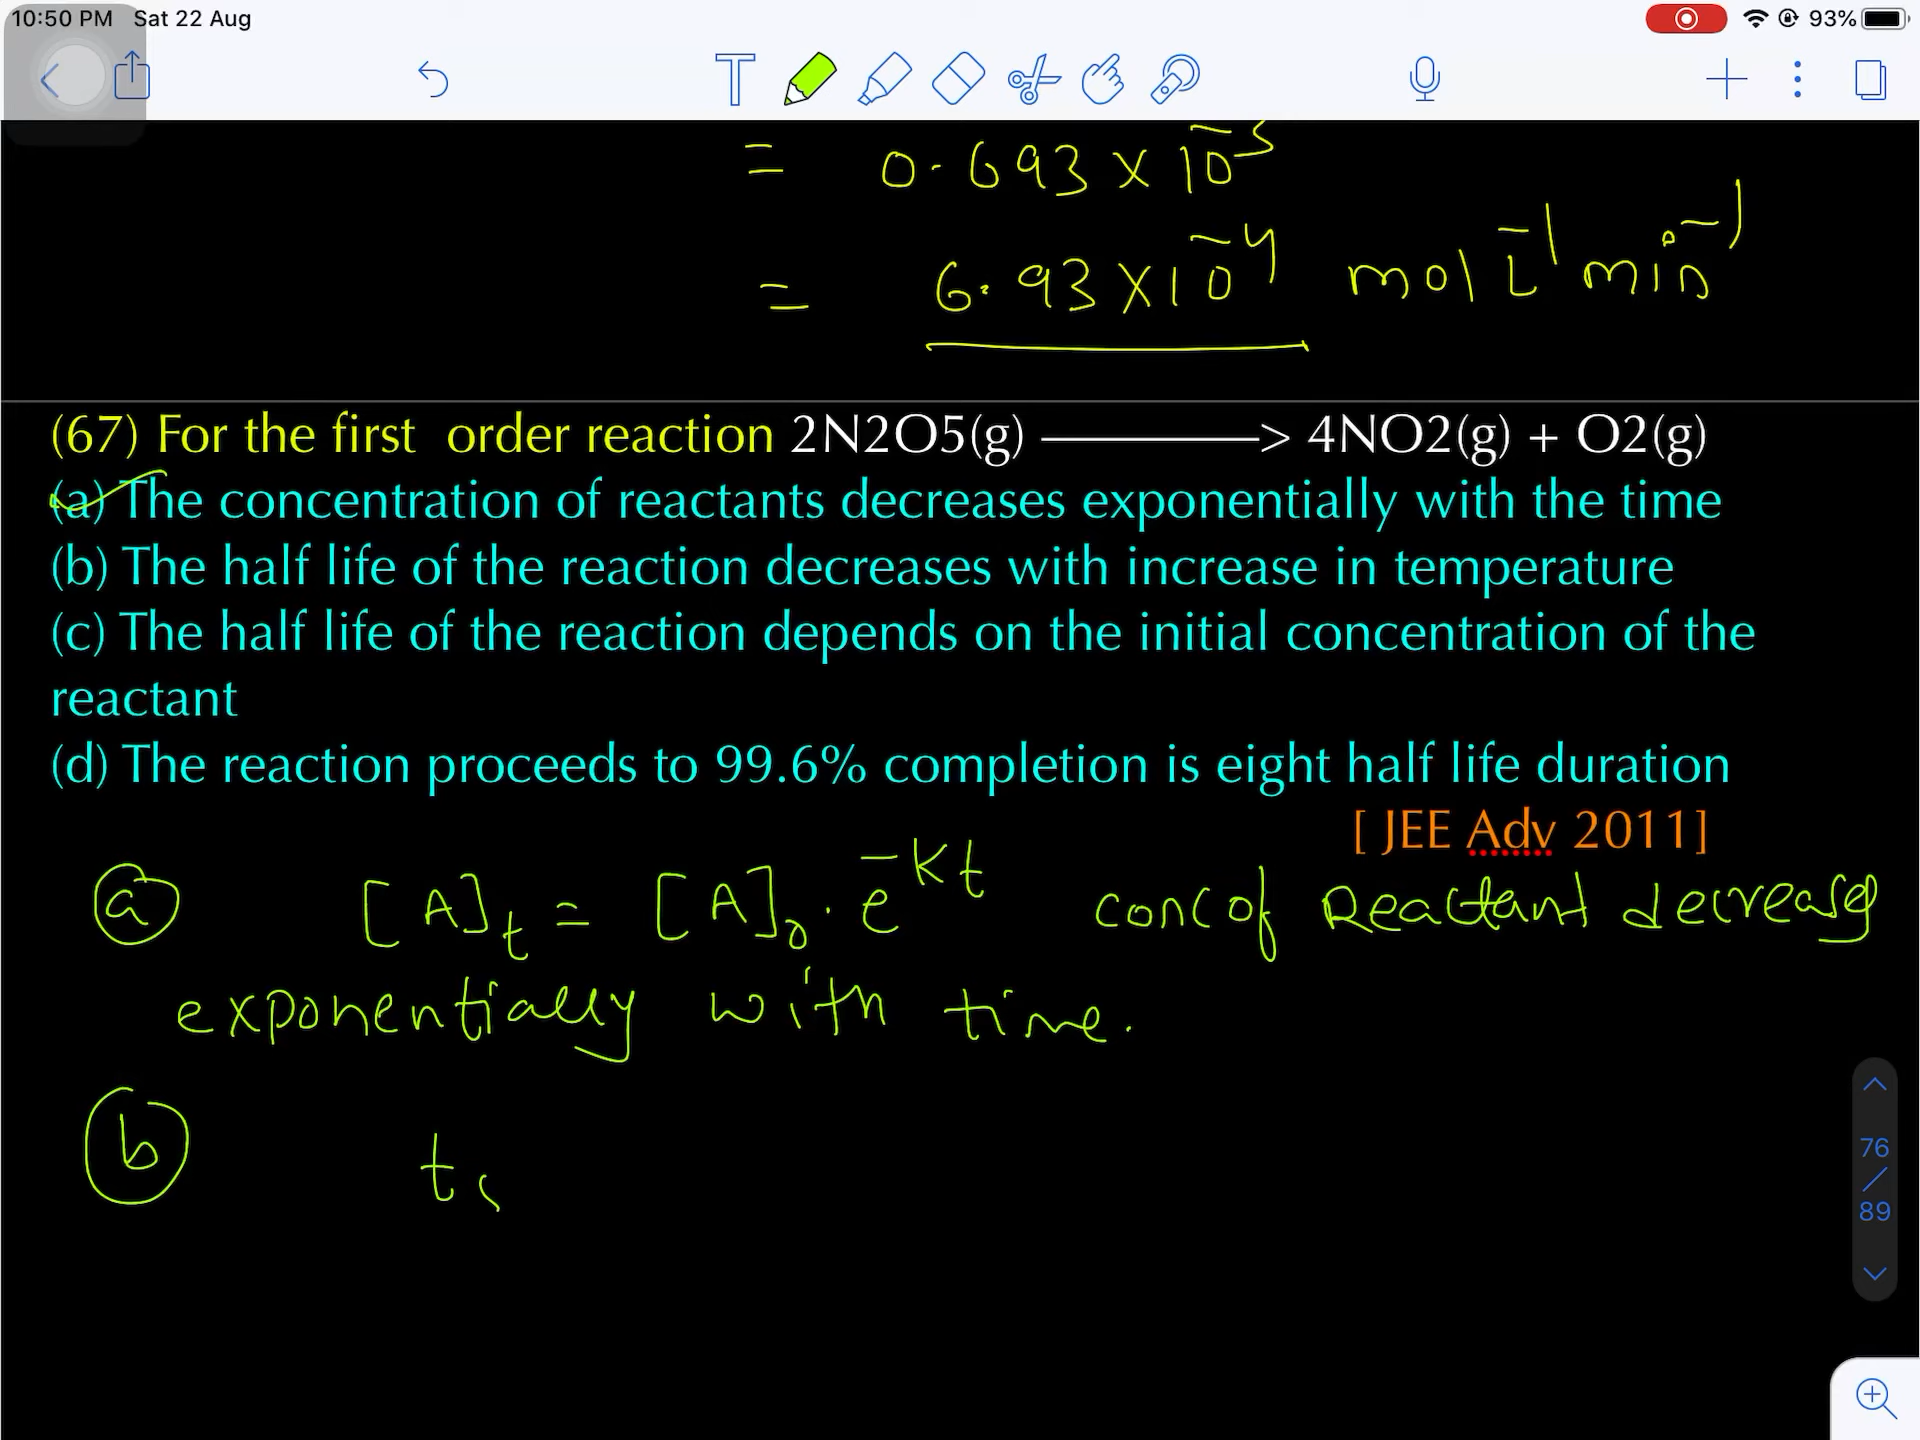 10:50 PM Sat 22 Aug 93%
T
= 0.693 × 10⁻³
= 6.93 × 10⁻⁴ mol L⁻¹ min⁻¹
(67) For the first order reaction 2N2O5(g) ————> 4NO2(g) + O2(g)
(a) The concentration of reactants decreases exponentially with the time
(b) The half life of the reaction decreases with increase in temperature
(c) The half life of the reaction depends on the initial concentration of the
reactant
(d) The reaction proceeds to 99.6% completion is eight half life duration
[ JEE Adv 2011]
(a) [A]t = [A]₀ . e^-Kt conc of Reactant decreases
exponentially with time.
(b) t
76
/
89